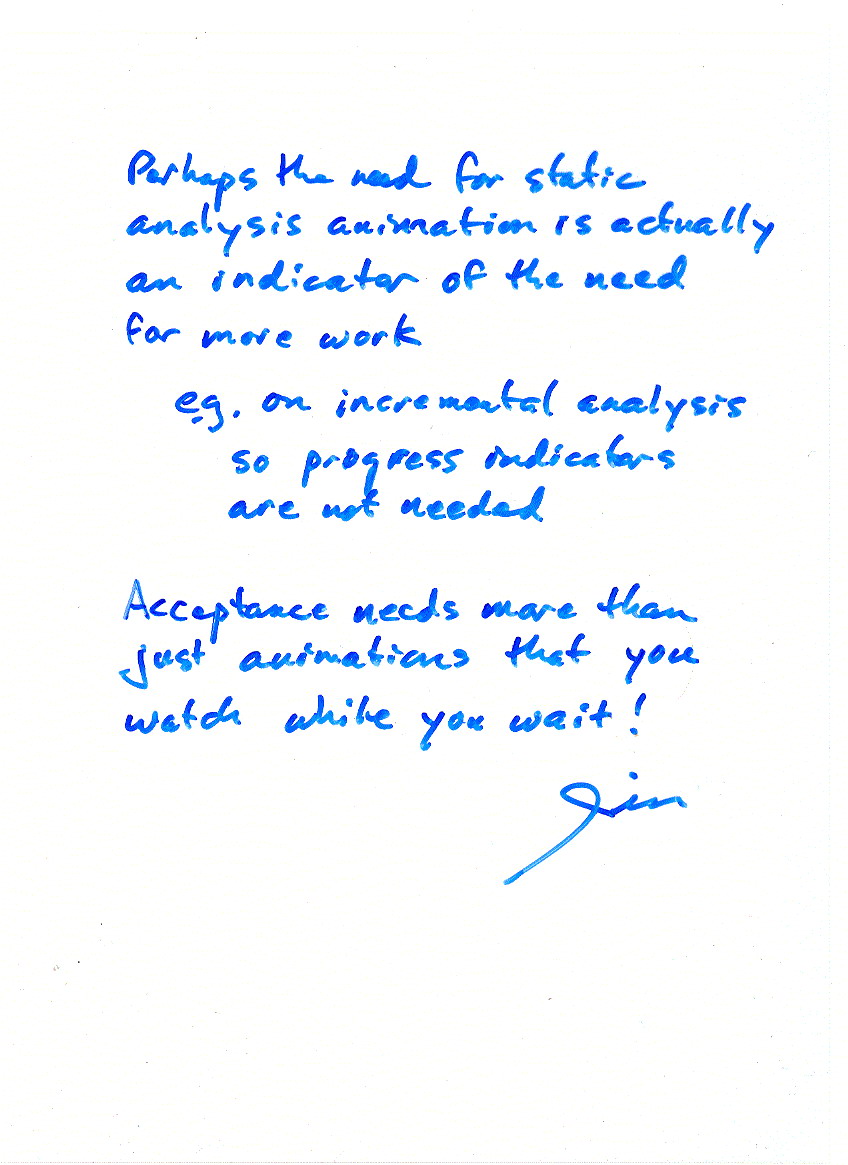 Perhaps the need for static
analysis animation is actually
an indicator of the need
for more work
e.g. on incremental analysis
so progress indicators
are not needed
Acceptance needs more than
just animations that you
watch while you wait!
Jim